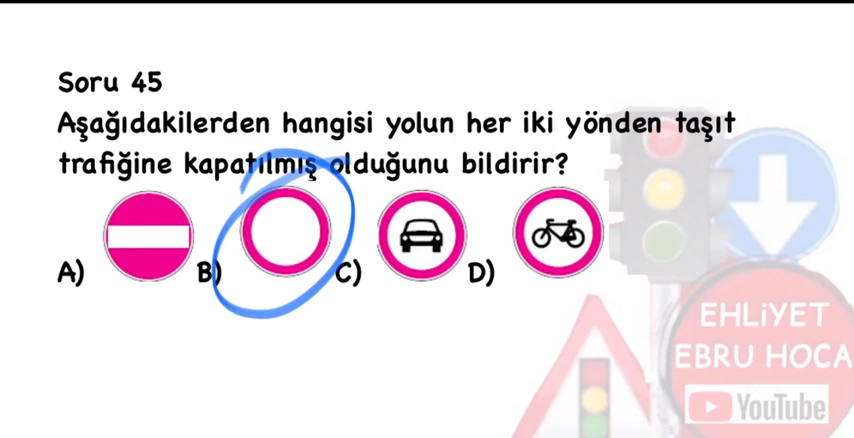 Soru 45
Aşağıdakilerden hangisi yolun her iki yönden taşıt
trafiğine kapatılmış olduğunu bildirir?
A) B) C) D)
EHLİYET
EBRU HOCA
YouTube